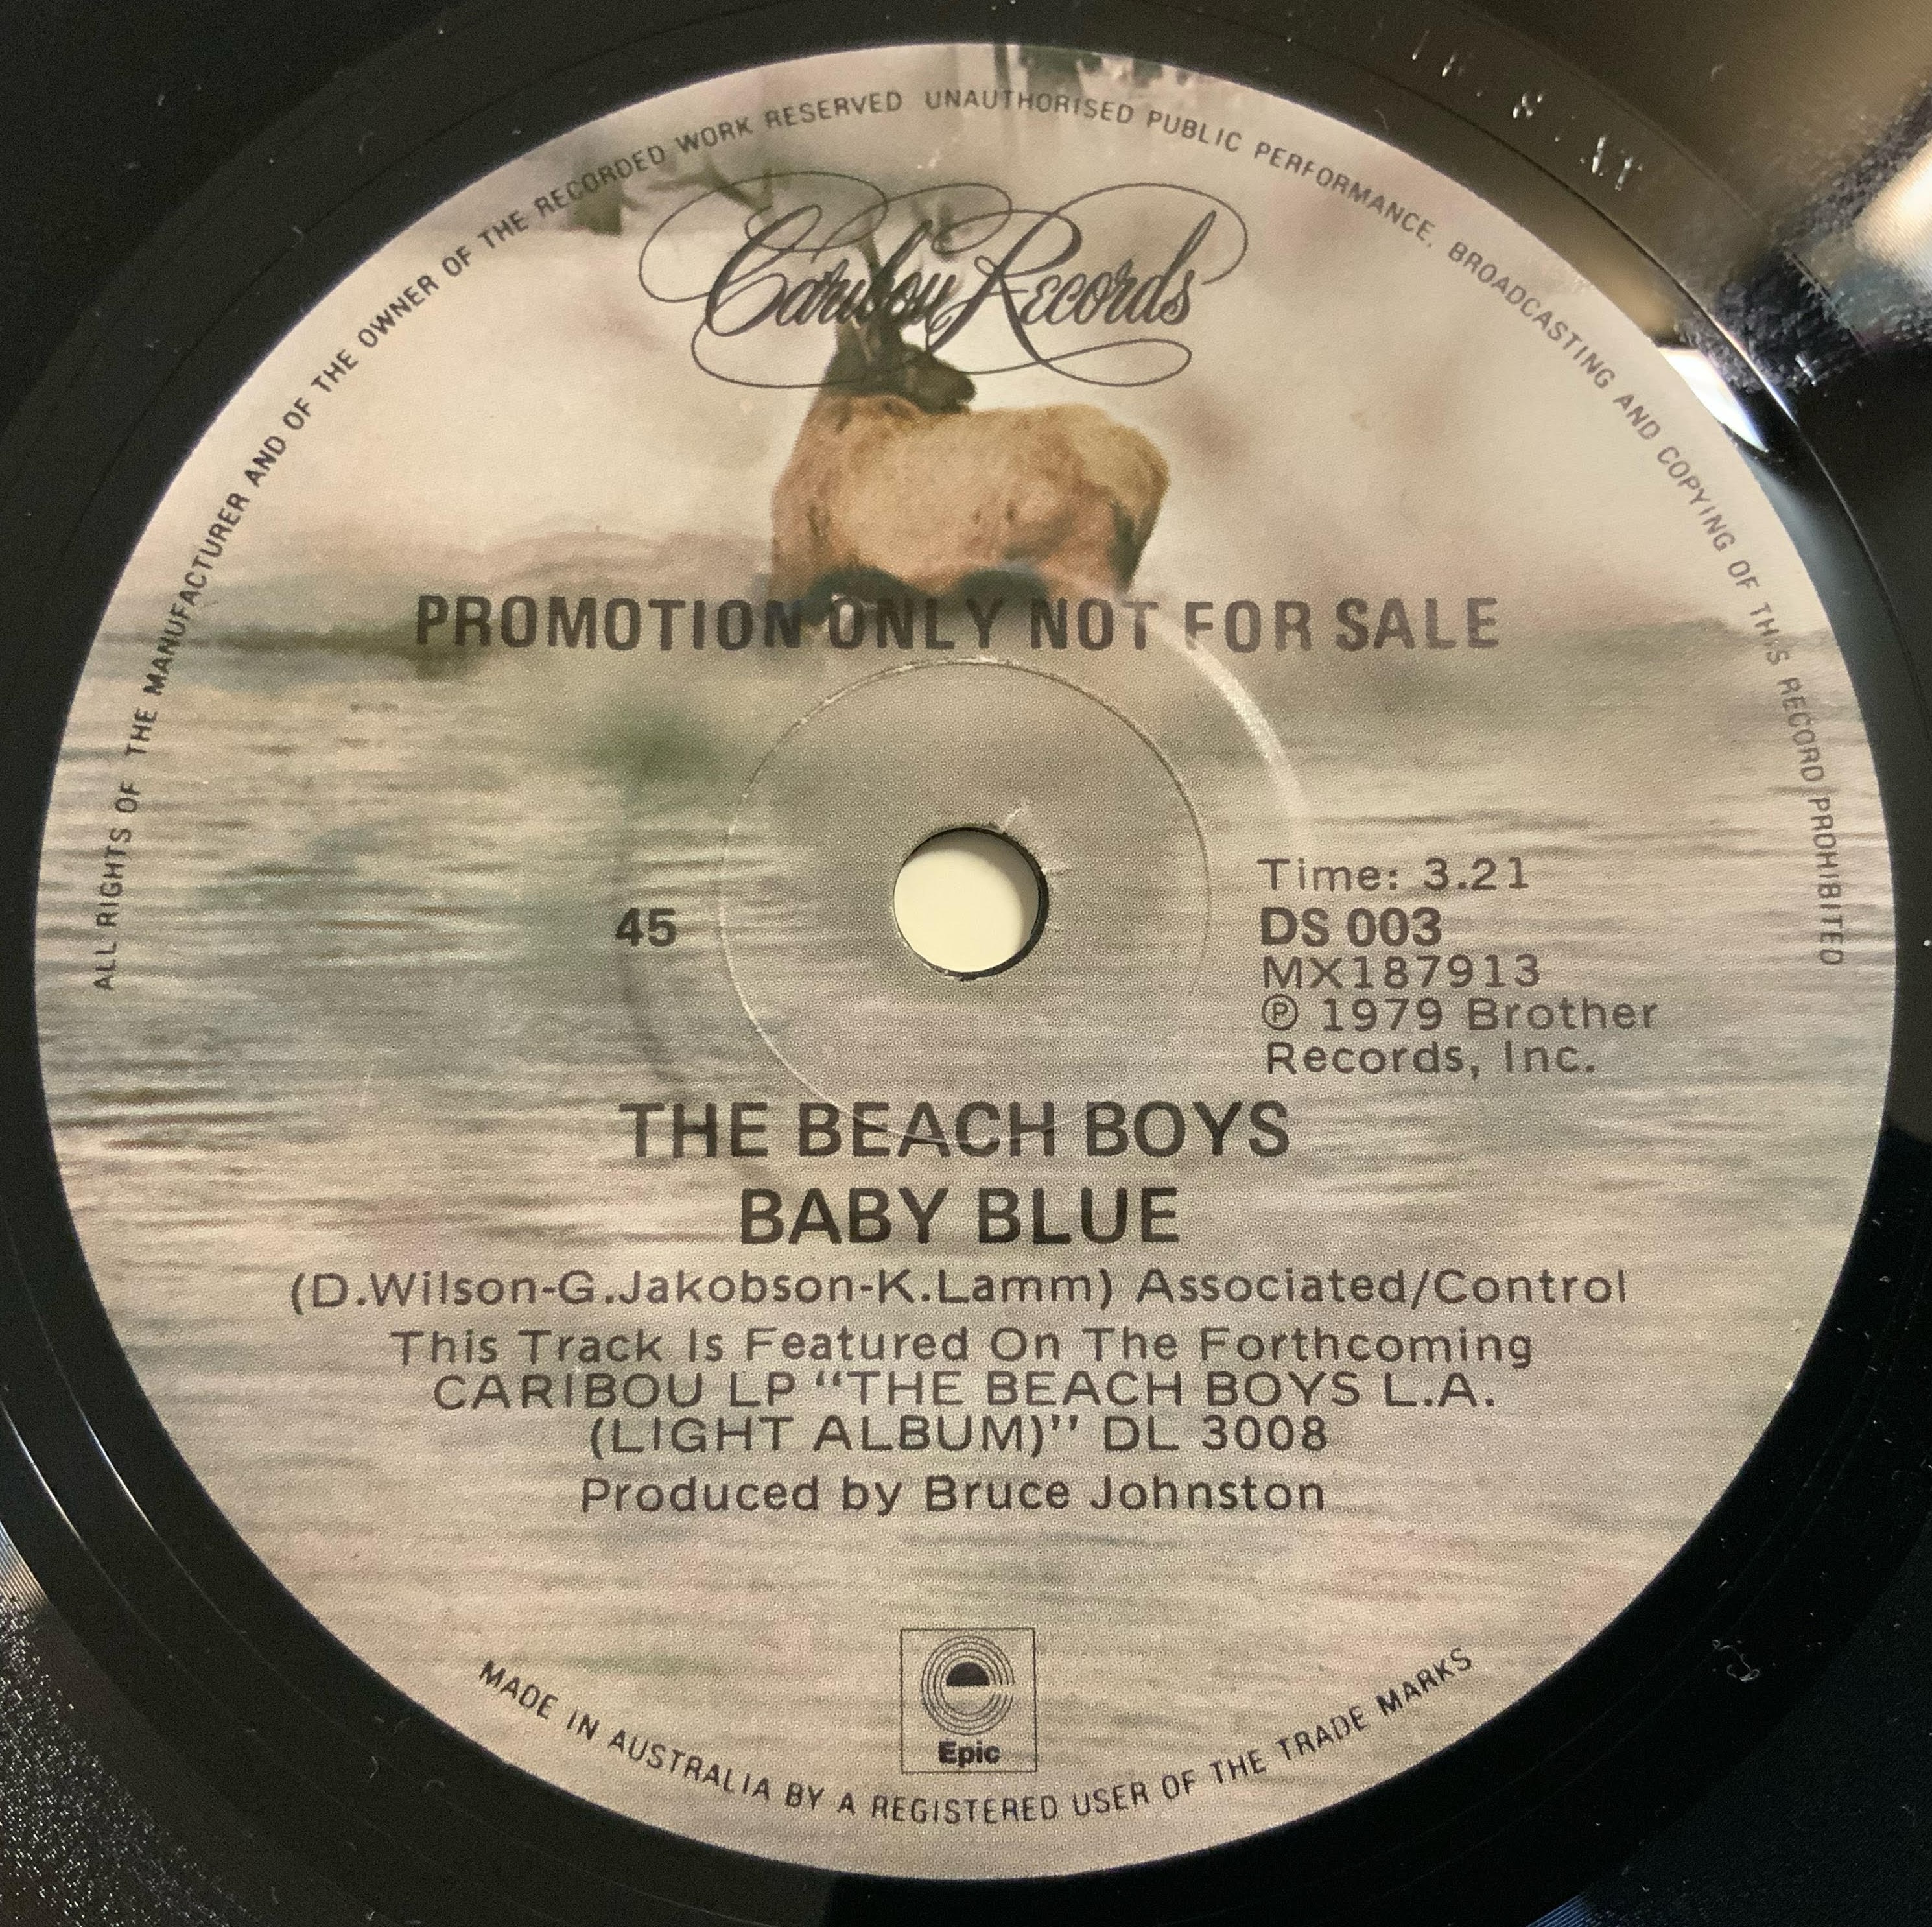 ALL RIGHTS OF THE MANUFACTURER AND OF THE OWNER OF THE RECORDED WORK RESERVED UNAUTHORISED PUBLIC PERFORMANCE, BROADCASTING AND COPYING OF THIS RECORD PROHIBITED
Caribou Records
PROMOTION ONLY NOT FOR SALE
45
Time: 3.21
DS 003
MX187913
℗ 1979 Brother
Records, Inc.
THE BEACH BOYS
BABY BLUE
(D.Wilson-G.Jakobson-K.Lamm) Associated/Control
This Track Is Featured On The Forthcoming
CARIBOU LP “THE BEACH BOYS L.A.
(LIGHT ALBUM)” DL 3008
Produced by Bruce Johnston
Epic
MADE IN AUSTRALIA BY A REGISTERED USER OF THE TRADE MARKS